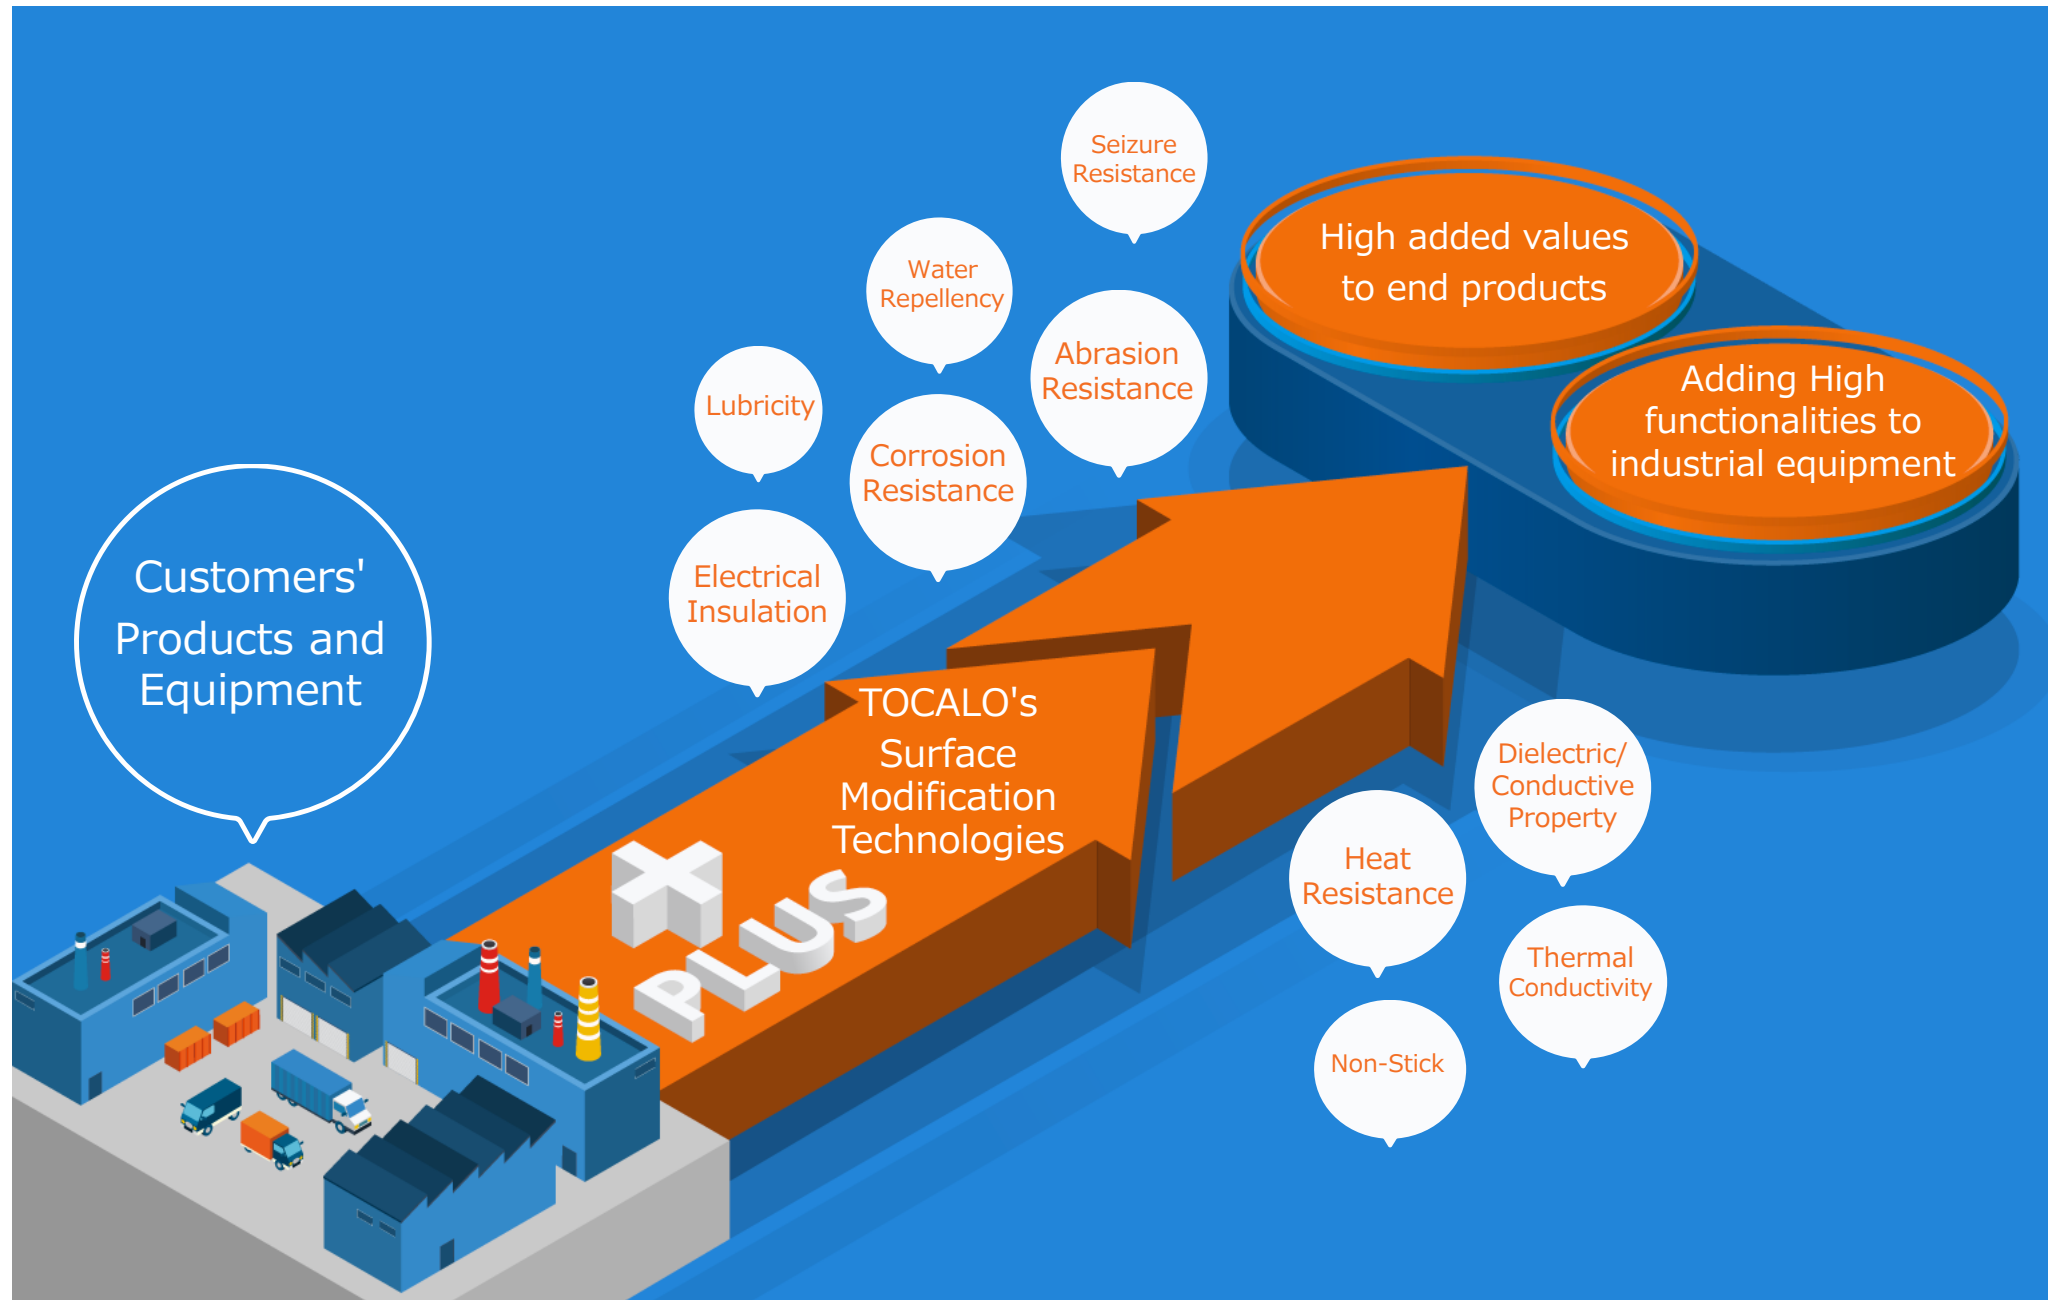 Seizure
Resistance
High added values
to end products
Water
Repellency
Abrasion
Resistance
Adding High
functionalities to
industrial equipment
Lubricity
Corrosion
Resistance
Customers'
Products and
Equipment
Electrical
Insulation
TOCALO's
Surface
Modification
Technologies
PLUS
Dielectric/
Conductive
Property
Heat
Resistance
Thermal
Conductivity
Non-Stick